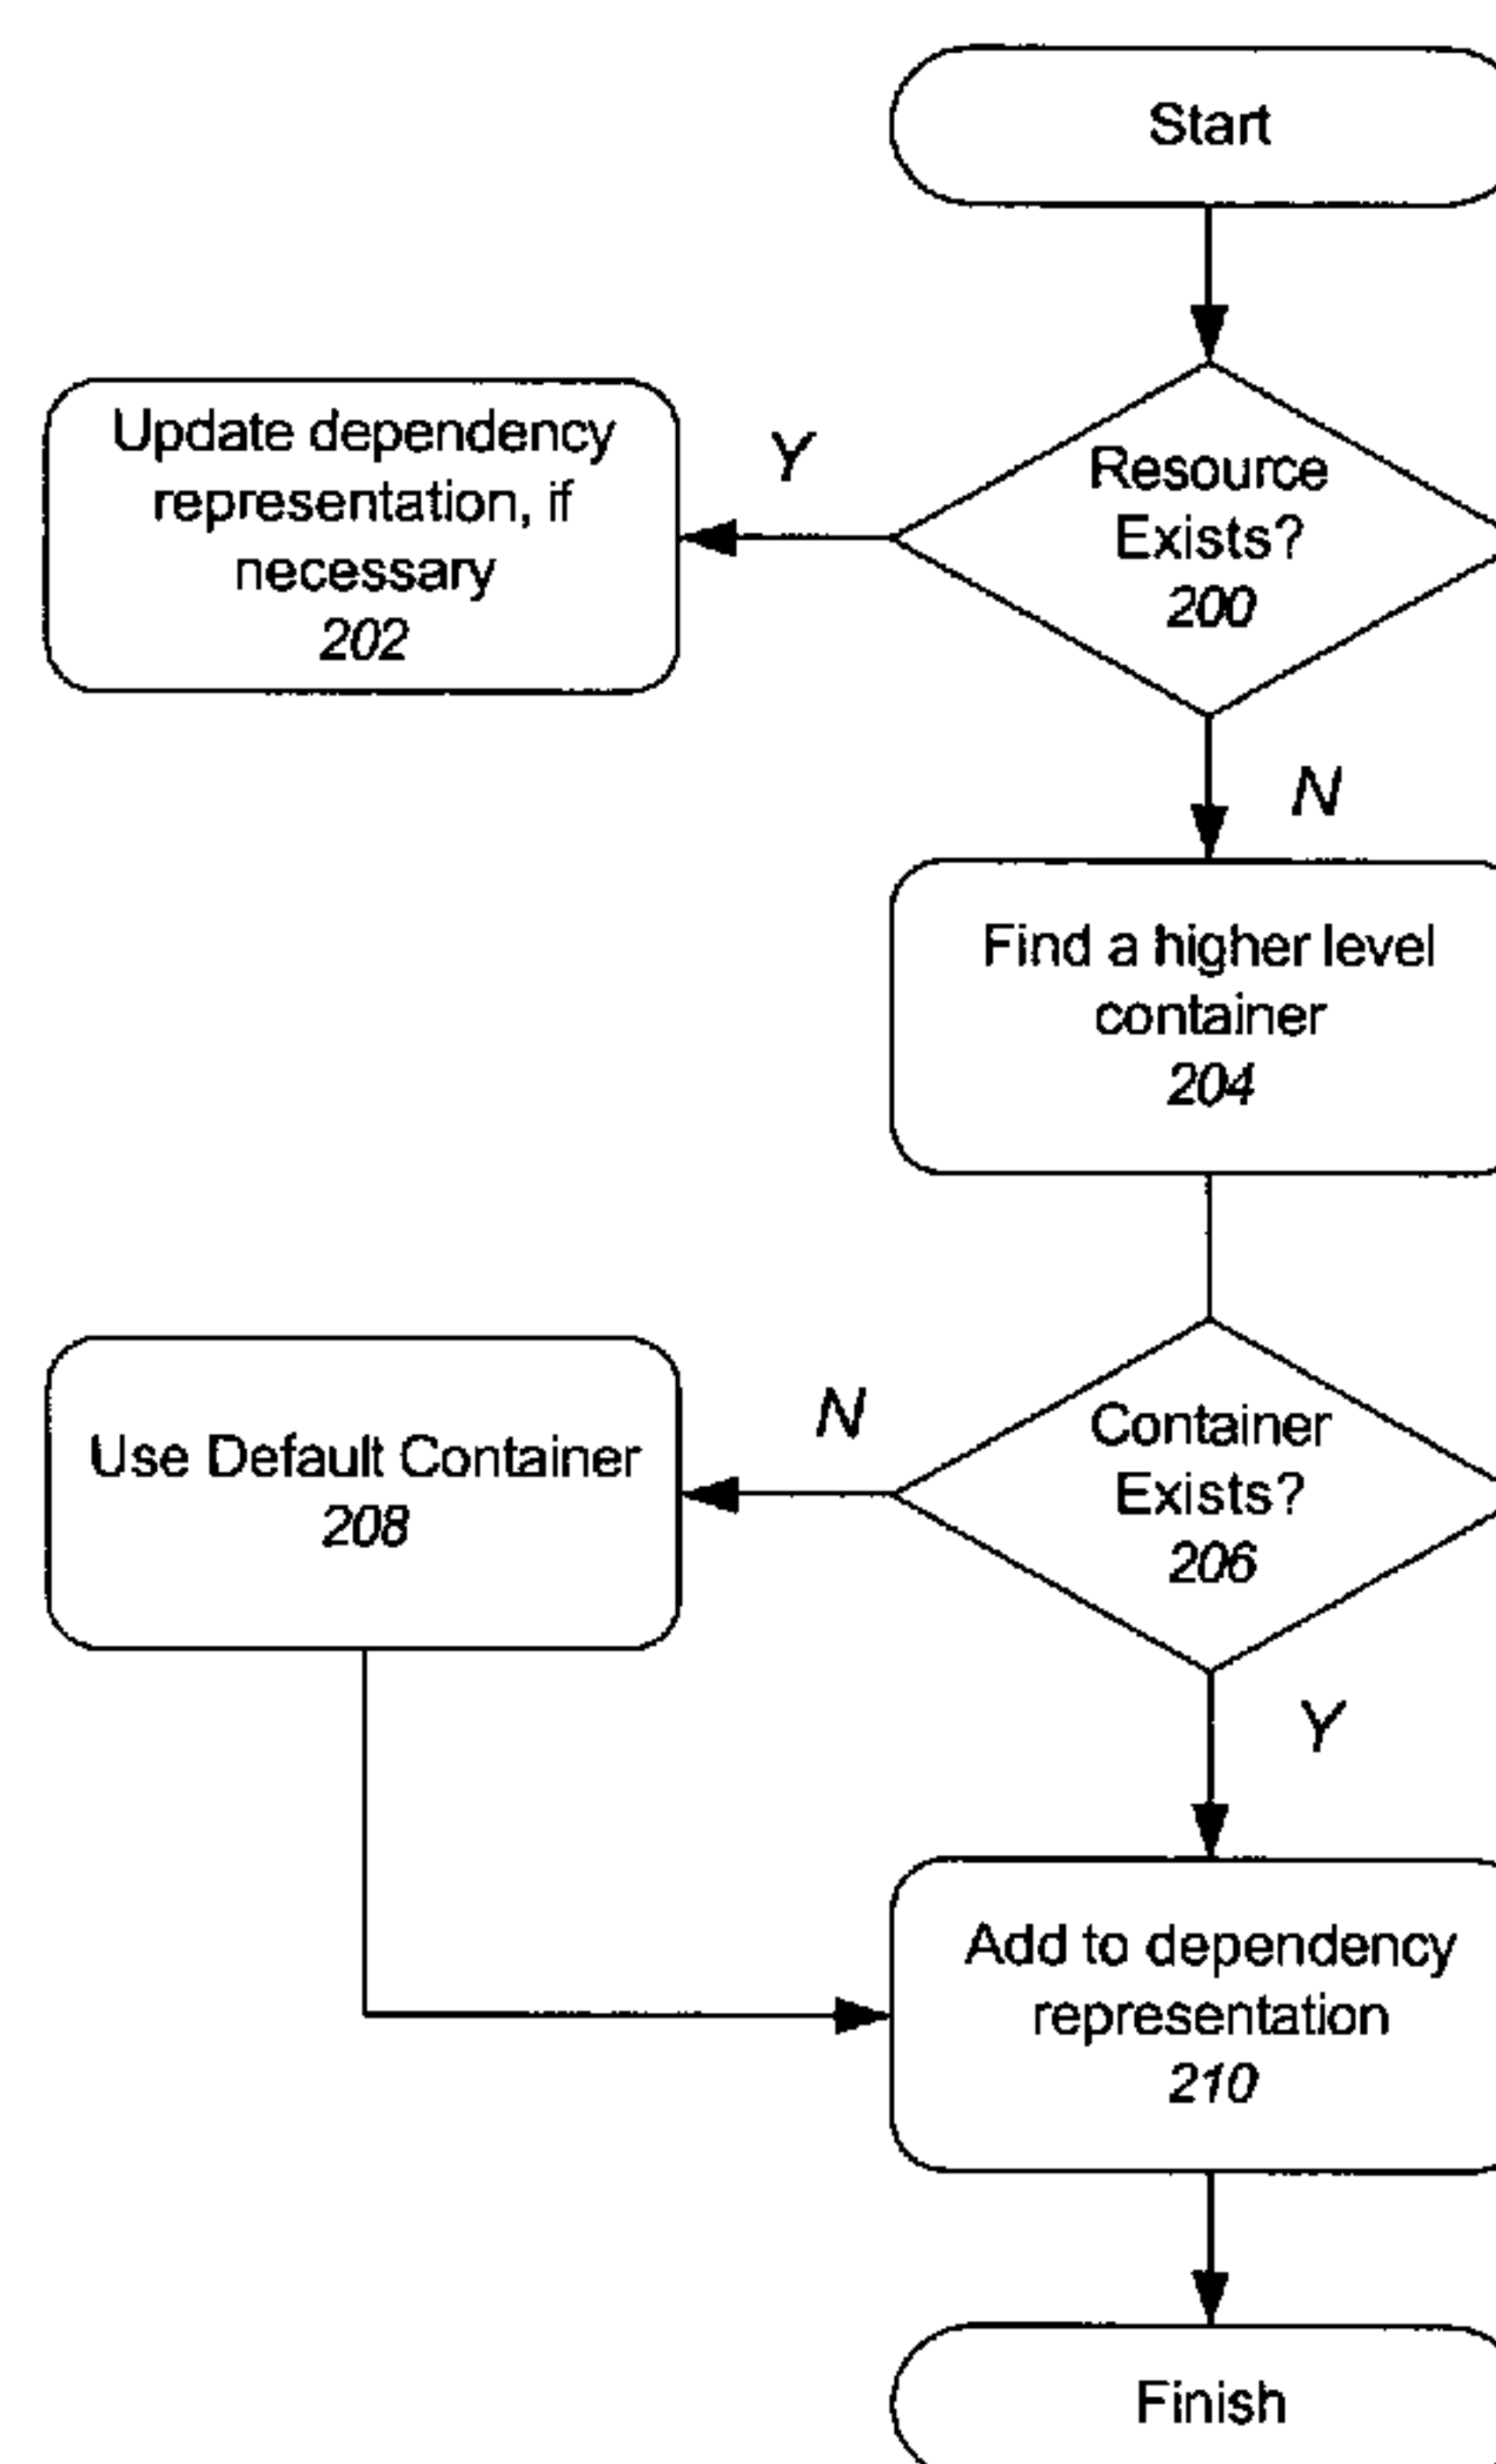 Start
Resource
Exists?
200
Y
Update dependency
representation, if
necessary
202
N
Find a higher level
container
204
Container
Exists?
206
N
Use Default Container
208
Y
Add to dependency
representation
210
Finish